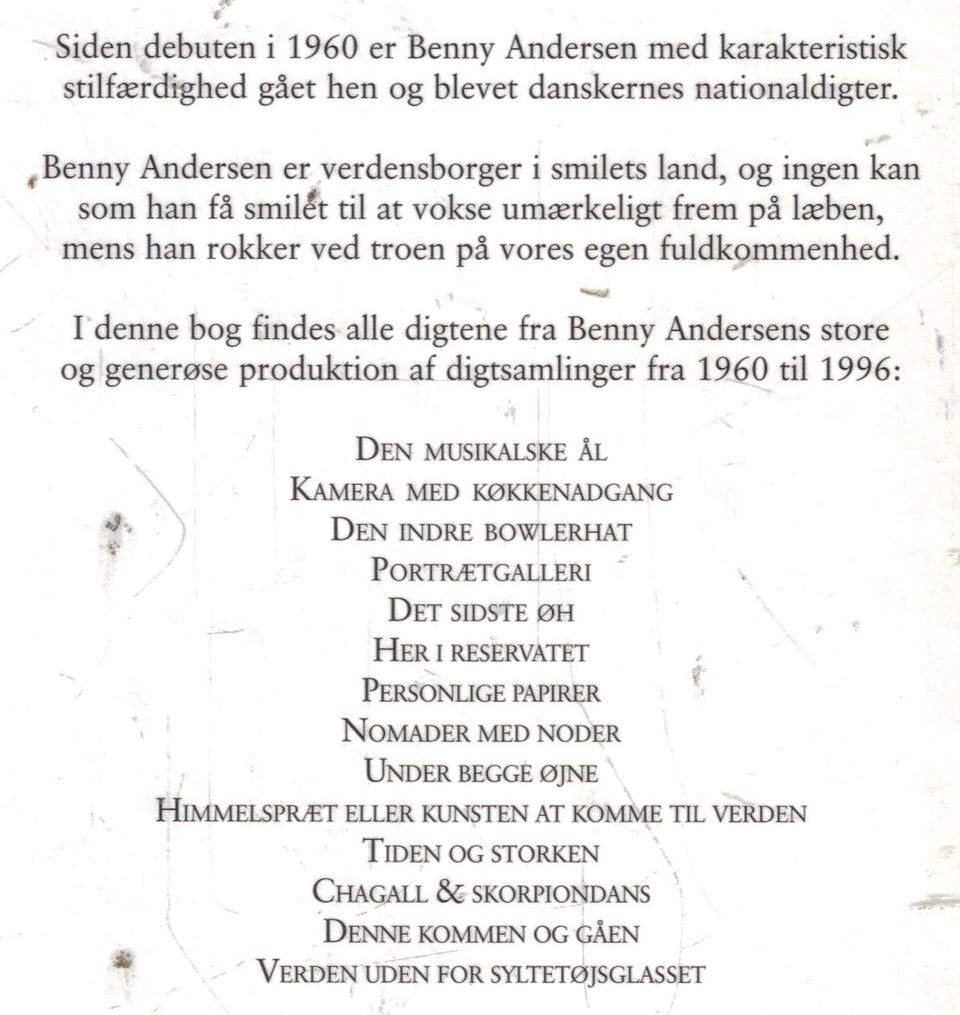 Siden debuten i 1960 er Benny Andersen med karakteristisk
stilfærdighed gået hen og blevet danskernes nationaldigter.
Benny Andersen er verdensborger i smilets land, og ingen kan
som han få smilet til at vokse umærkeligt frem på læben,
mens han rokker ved troen på vores egen fuldkommenhed.
I denne bog findes alle digtene fra Benny Andersens store
og generøse produktion af digtsamlinger fra 1960 til 1996:
DEN MUSIKALSKE ÅL
KAMERA MED KØKKENADGANG
DEN INDRE BOWLERHAT
PORTRÆTGALLERI
DET SIDSTE ØH
HER I RESERVATET
PERSONLIGE PAPIRER
NOMADER MED NODER
UNDER BEGGE ØJNE
HIMMELSPRÆT ELLER KUNSTEN AT KOMME TIL VERDEN
TIDEN OG STORKEN
CHAGALL & SKORPIONDANS
DENNE KOMMEN OG GÅEN
VERDEN UDEN FOR SYLTETØJSGLASSET